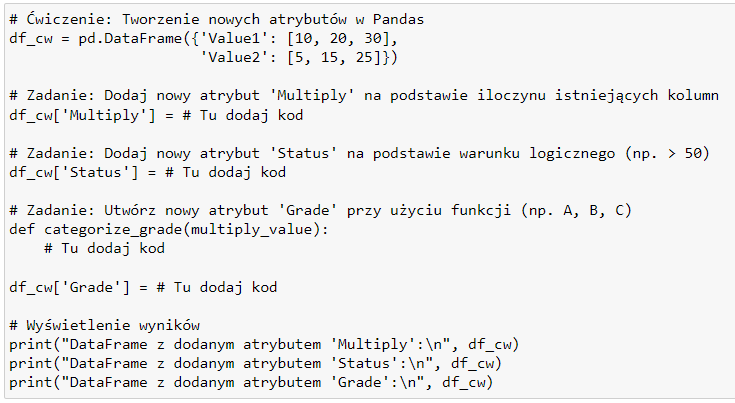 # Ćwiczenie: Tworzenie nowych atrybutów w Pandas
df_cw = pd.DataFrame({'Value1': [10, 20, 30],
                      'Value2': [5, 15, 25]})

# Zadanie: Dodaj nowy atrybut 'Multiply' na podstawie iloczynu istniejących kolumn
df_cw['Multiply'] = # Tu dodaj kod

# Zadanie: Dodaj nowy atrybut 'Status' na podstawie warunku logicznego (np. > 50)
df_cw['Status'] = # Tu dodaj kod

# Zadanie: Utwórz nowy atrybut 'Grade' przy użyciu funkcji (np. A, B, C)
def categorize_grade(multiply_value):
    # Tu dodaj kod

df_cw['Grade'] = # Tu dodaj kod

# Wyświetlenie wyników
print("DataFrame z dodanym atrybutem 'Multiply':\n", df_cw)
print("DataFrame z dodanym atrybutem 'Status':\n", df_cw)
print("DataFrame z dodanym atrybutem 'Grade':\n", df_cw)